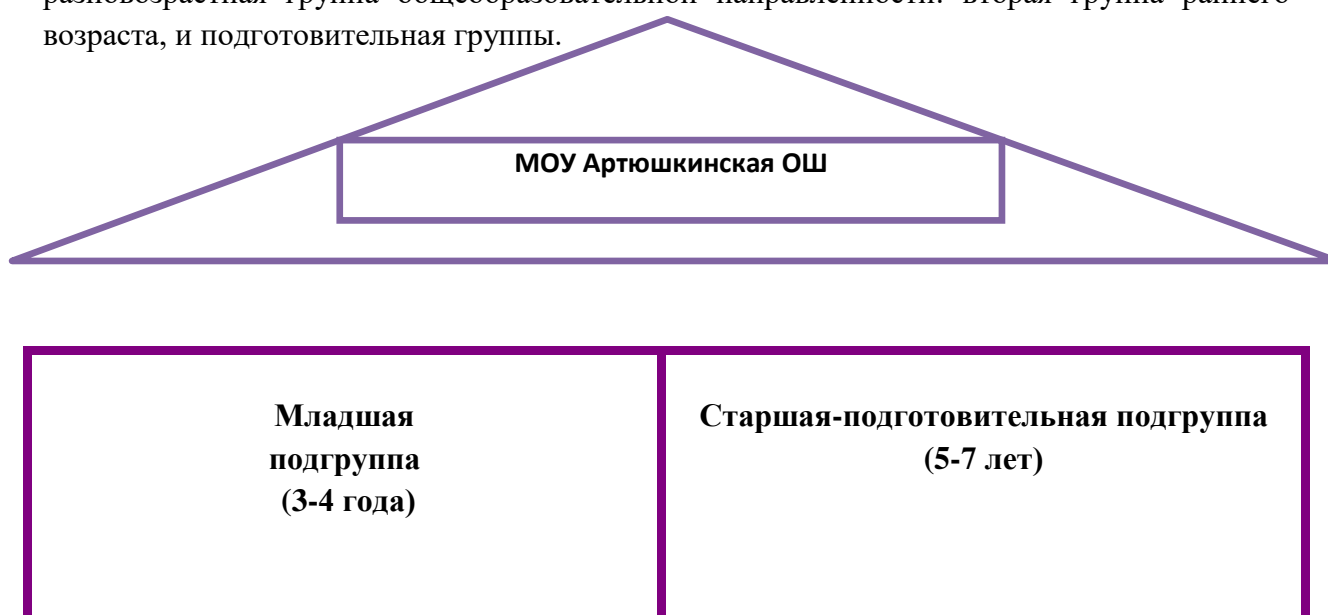 разновозрастная группа общеобразовательной направленности: вторая группа раннего
возраста, и подготовительная группы.
МОУ Артюшкинская ОШ
Младшая
подгруппа
(3-4 года)
Старшая-подготовительная подгруппа
(5-7 лет)